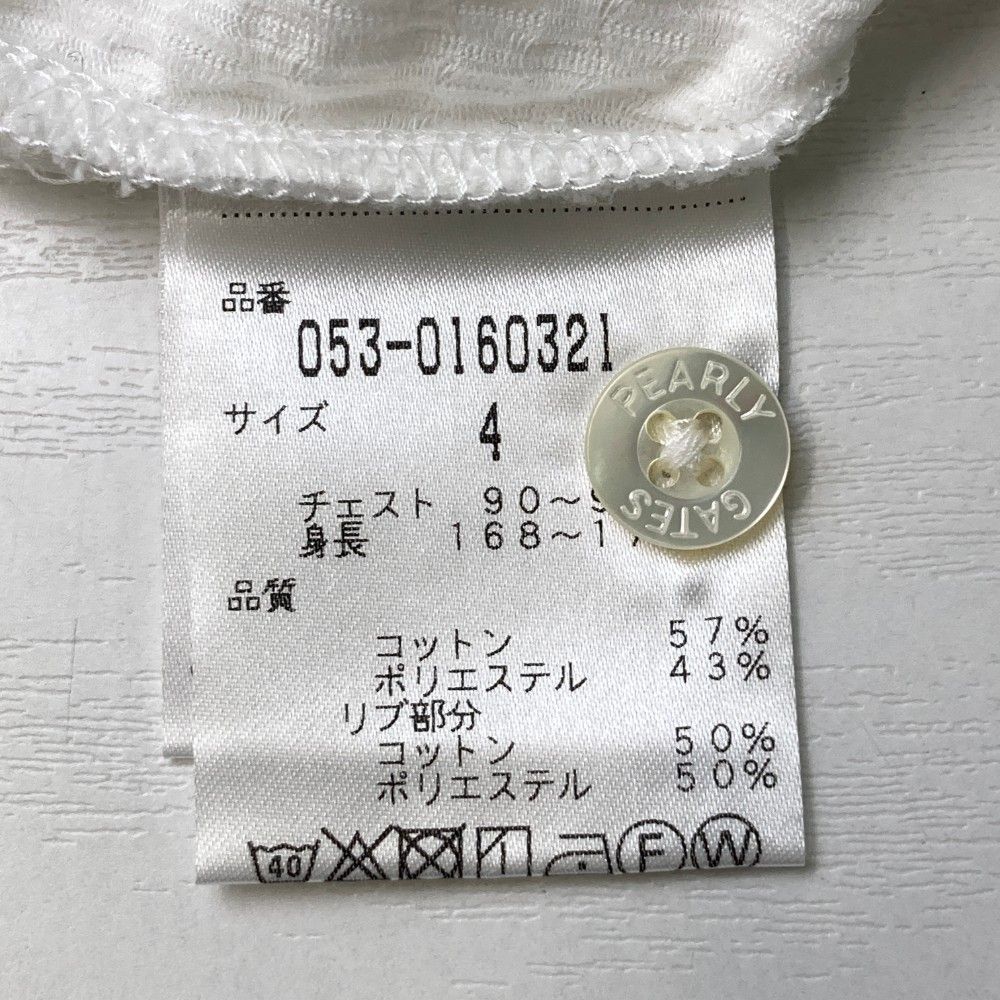 品番
053-0160321
サイズ 4
チェスト 90～
身長 168～
品質
コットン 57%
ポリエステル 43%
リブ部分
コットン 50%
ポリエステル 50%
40 F W
PEARLY
GATES